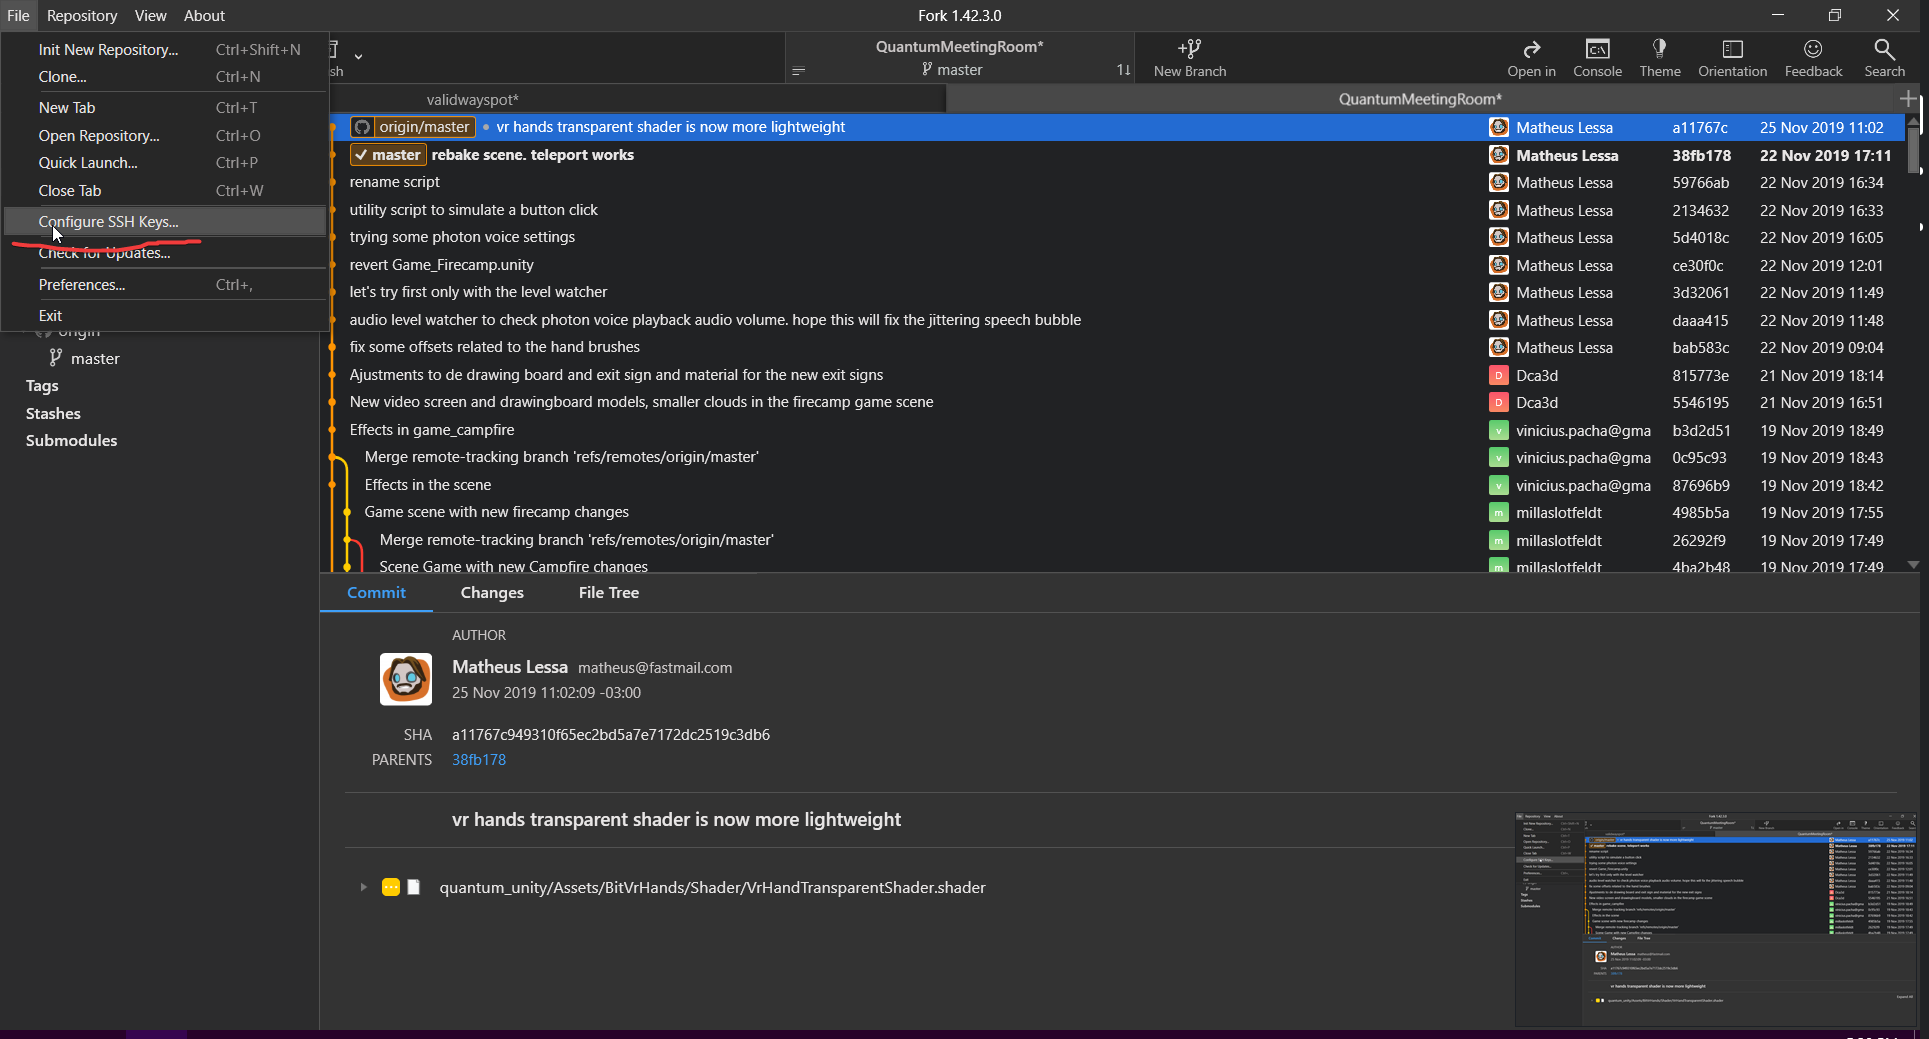 File Repository View About Fork 1.42.3.0
Init New Repository... Ctrl+Shift+N
Clone... Ctrl+N
New Tab Ctrl+T
Open Repository... Ctrl+O
Quick Launch... Ctrl+P
Close Tab Ctrl+W
Configure SSH Keys...
Check for Updates...
Preferences... Ctrl+,
Exit
origin
master
Tags
Stashes
Submodules
sh
QuantumMeetingRoom*
master
New Branch
Open in Console Theme Orientation Feedback Search
validwayspot* QuantumMeetingRoom*
origin/master vr hands transparent shader is now more lightweight Matheus Lessa a11767c 25 Nov 2019 11:02
master rebake scene. teleport works Matheus Lessa 38fb178 22 Nov 2019 17:11
rename script Matheus Lessa 59766ab 22 Nov 2019 16:34
utility script to simulate a button click Matheus Lessa 2134632 22 Nov 2019 16:33
trying some photon voice settings Matheus Lessa 5d4018c 22 Nov 2019 16:05
revert Game_Firecamp.unity Matheus Lessa ce30f0c 22 Nov 2019 12:01
let's try first only with the level watcher Matheus Lessa 3d32061 22 Nov 2019 11:49
audio level watcher to check photon voice playback audio volume. hope this will fix the jittering speech bubble Matheus Lessa daaa415 22 Nov 2019 11:48
fix some offsets related to the hand brushes Matheus Lessa bab583c 22 Nov 2019 09:04
Ajustments to de drawing board and exit sign and material for the new exit signs D Dca3d 815773e 21 Nov 2019 18:14
New video screen and drawingboard models, smaller clouds in the firecamp game scene D Dca3d 5546195 21 Nov 2019 16:51
Effects in game_campfire v vinicius.pacha@gma b3d2d51 19 Nov 2019 18:49
Merge remote-tracking branch 'refs/remotes/origin/master' v vinicius.pacha@gma 0c95c93 19 Nov 2019 18:43
Effects in the scene v vinicius.pacha@gma 87696b9 19 Nov 2019 18:42
Game scene with new firecamp changes m millaslotfeldt 4985b5a 19 Nov 2019 17:55
Merge remote-tracking branch 'refs/remotes/origin/master' m millaslotfeldt 26292f9 19 Nov 2019 17:49
Scene Game with new Campfire changes m millaslotfeldt 4ba2b48 19 Nov 2019 17:49
Commit Changes File Tree
AUTHOR
Matheus Lessa matheus@fastmail.com
25 Nov 2019 11:02:09 -03:00
SHA a11767c949310f65ec2bd5a7e7172dc2519c3db6
PARENTS 38fb178
vr hands transparent shader is now more lightweight
quantum_unity/Assets/BitVrHands/Shader/VrHandTransparentShader.shader